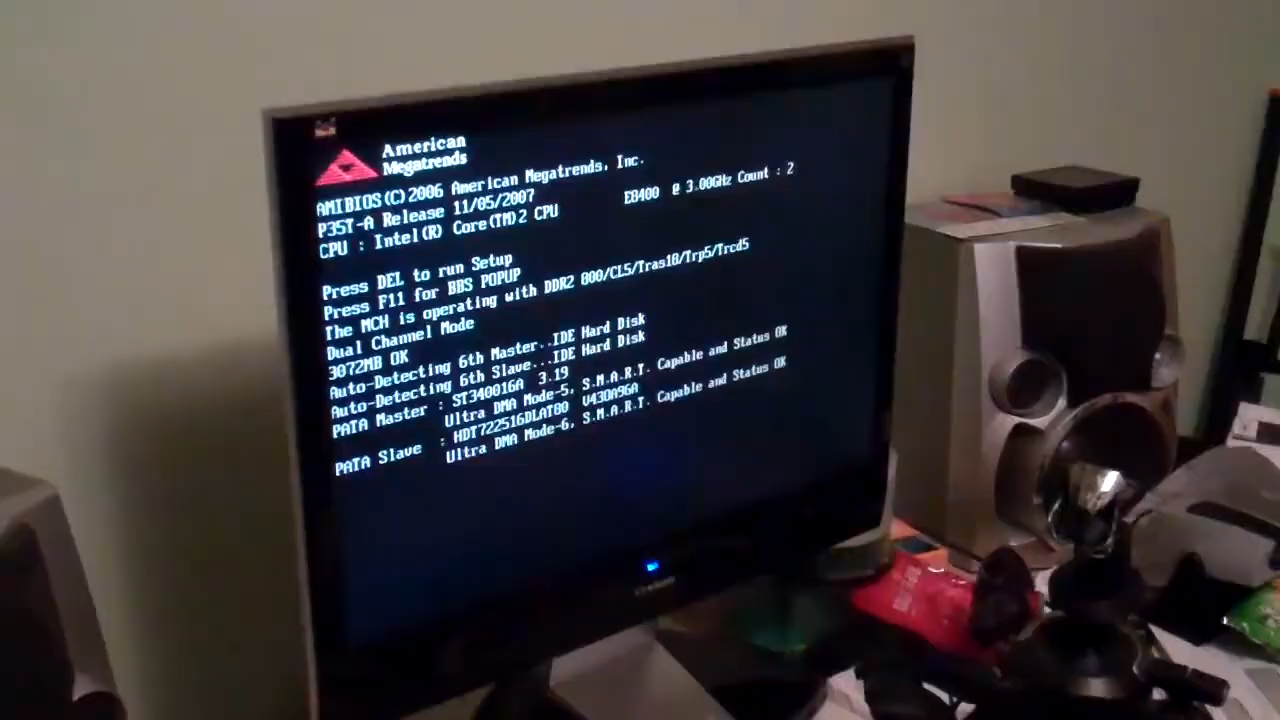 American
Megatrends
AMIBIOS(C)2006 American Megatrends, Inc.
P35T-A Release 11/05/2007
CPU : Intel(R) Core(TM)2 CPU E8400 @ 3.00GHz Count : 2
Press DEL to run Setup
Press F11 for BBS POPUP
The MCH is operating with DDR2 800/CL5/Tras18/Trp5/Trcd5
Dual Channel Mode
3072MB OK
Auto-Detecting 6th Master..IDE Hard Disk
Auto-Detecting 6th Slave...IDE Hard Disk
PATA Master : ST340016A 3.19
Ultra DMA Mode-5, S.M.A.R.T. Capable and Status OK
PATA Slave : HDT722516DLAT80 V43OA96A
Ultra DMA Mode-6, S.M.A.R.T. Capable and Status OK